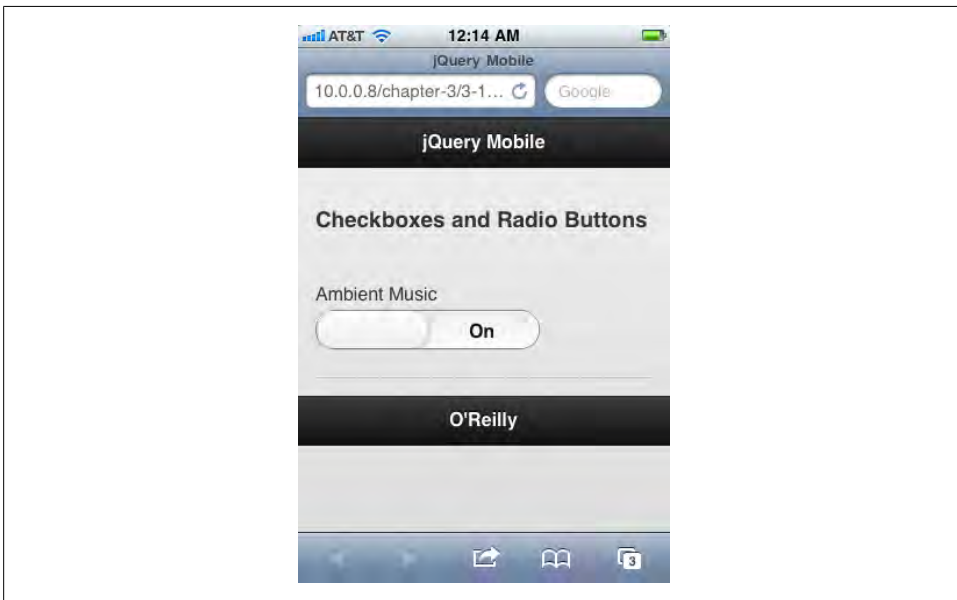 AT&T 12:14 AM
jQuery Mobile
10.0.0.8/chapter-3/3-1... Google
jQuery Mobile
Checkboxes and Radio Buttons
Ambient Music
On
O'Reilly
3